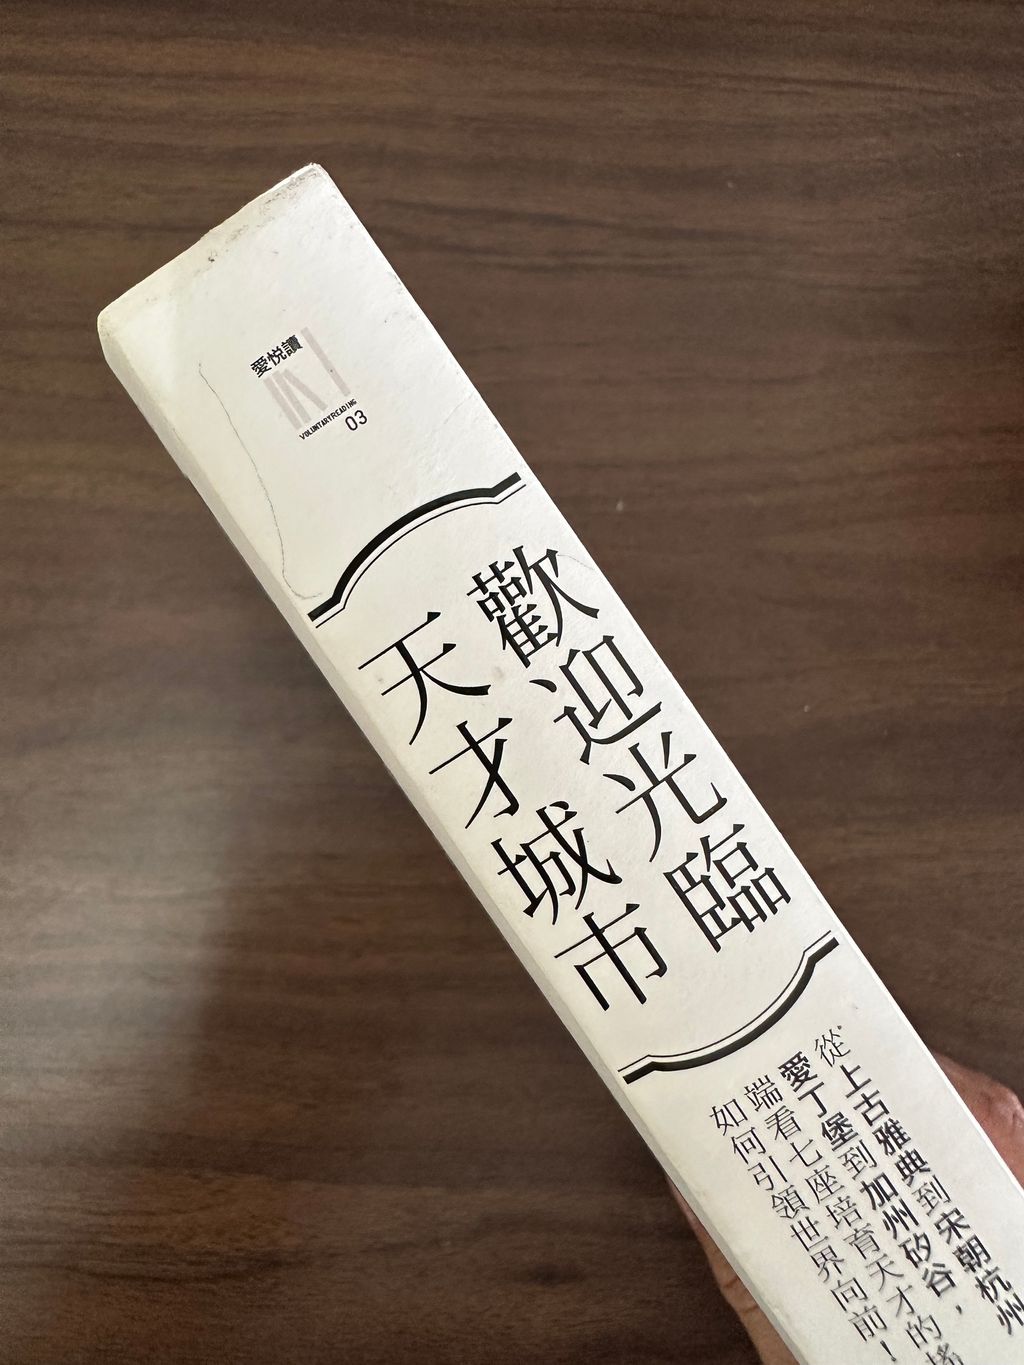 愛悦讀
VOLUNTARYREADING
03
歡迎光臨
天才城市
從上古雅典到宋朝杭州
愛丁堡到加州矽谷，
端看七座培育天才的
如何引領世界向前！